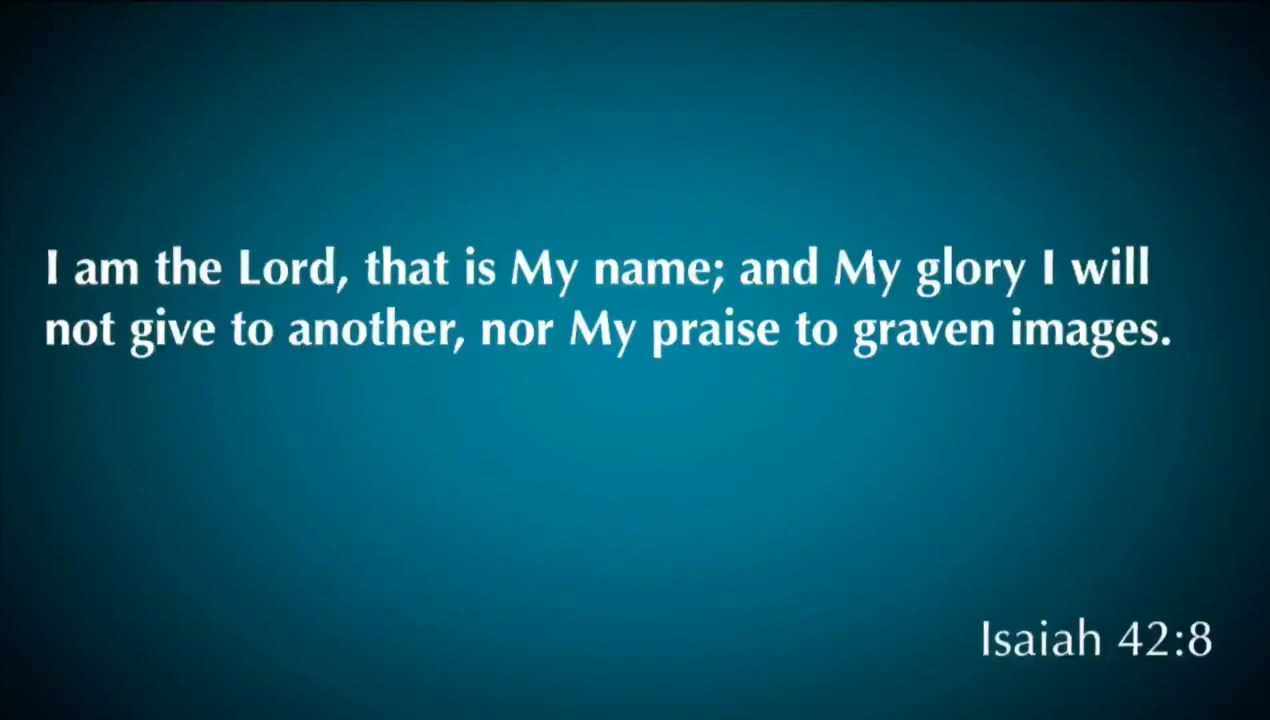 I am the Lord, that is My name; and My glory I will
not give to another, nor My praise to graven images.
Isaiah 42:8